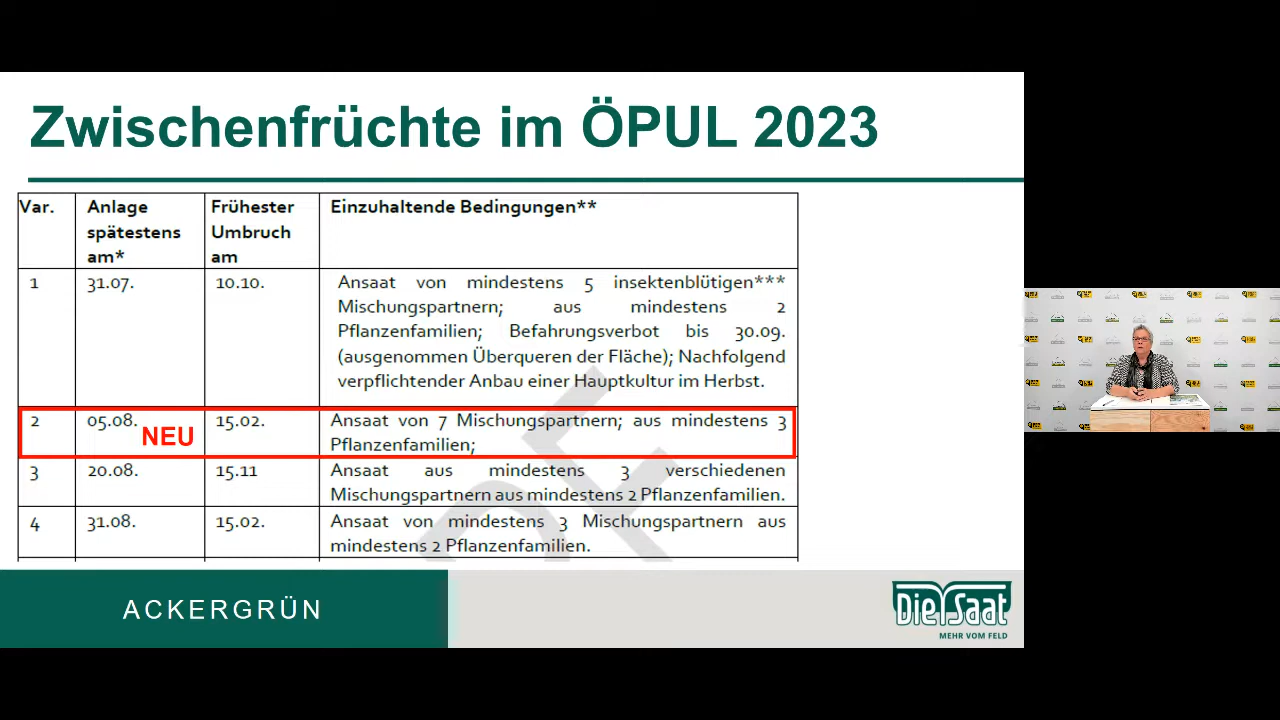 Zwischenfrüchte im ÖPUL 2023
Var.
Anlage
spätestens
am*
Frühester
Umbruch
am
Einzuhaltende Bedingungen**
1
31.07.
10.10.
Ansaat von mindestens 5 insektenblütigen***
Mischungspartnern; aus mindestens 2
Pflanzenfamilien; Befahrungsverbot bis 30.09.
(ausgenommen Überqueren der Fläche); Nachfolgend
verpflichtender Anbau einer Hauptkultur im Herbst.
2
05.08.
NEU
15.02.
Ansaat von 7 Mischungspartnern; aus mindestens 3
Pflanzenfamilien;
3
20.08.
15.11
Ansaat aus mindestens 3 verschiedenen
Mischungspartnern aus mindestens 2 Pflanzenfamilien.
4
31.08.
15.02.
Ansaat von mindestens 3 Mischungspartnern aus
mindestens 2 Pflanzenfamilien.
ACKERGRÜN
Die Saat
MEHR VOM FELD